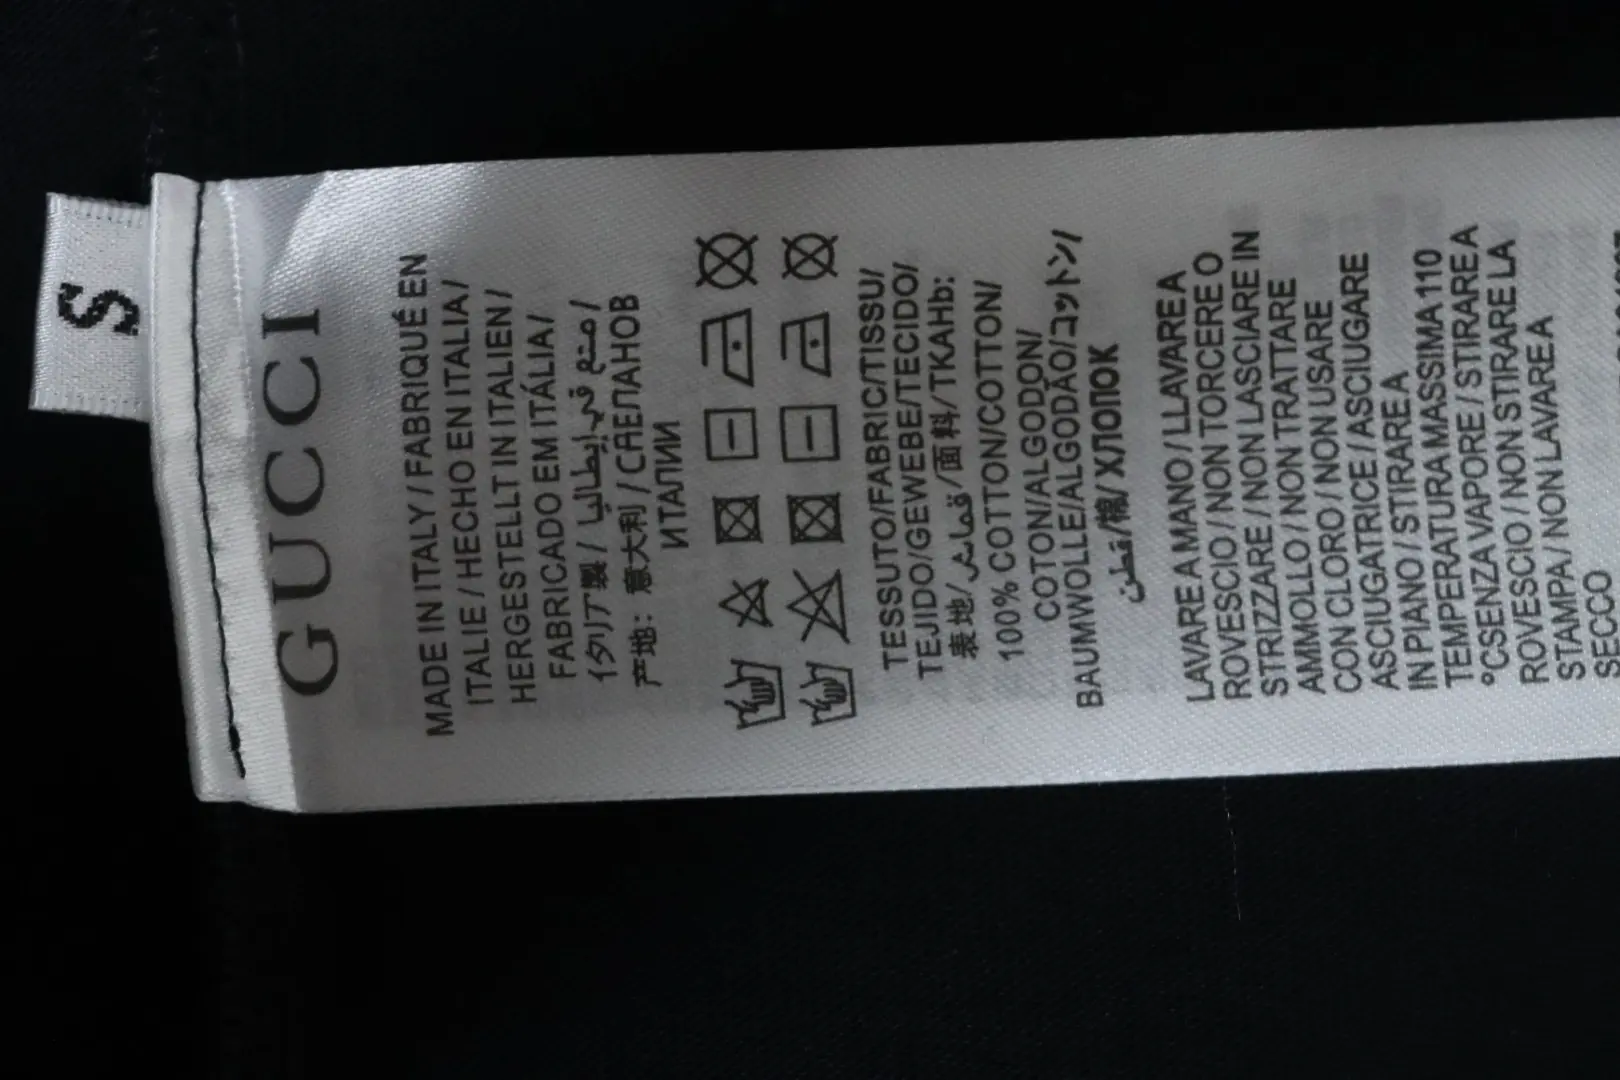 S
GUCCI
MADE IN ITALY / FABRIQUÉ EN
ITALIE / HECHO EN ITALIA /
HERGESTELLT IN ITALIEN /
FABRICADO EM ITÁLIA /
イタリア製 / صنع في إيطاليا /
产地：意大利 / СДЕЛАНОВ
ИТАЛИИ
TESSUTO/FABRIC/TISSU/
TEJIDO/GEWEBE/TECIDO/
表地/قماش/面料/TKAHb:
100% COTTON/COTTON/
COTON/ALGODON/
BAUMWOLLE/ALGODÃO/コットン/
قطن/棉/ ХЛОПОК
LAVARE A MANO / LLAVARE A
ROVESCIO / NON TORCERE O
STRIZZARE / NON LASCIARE IN
AMMOLLO / NON TRATTARE
CON CLORO / NON USARE
ASCIUGATRICE / ASCIUGARE
IN PIANO / STIRARE A
TEMPERATURA MASSIMA 110
°CSENZA VAPORE / STIRARE A
ROVESCIO / NON STIRARE LA
STAMPA / NON LAVARE A
SECCO